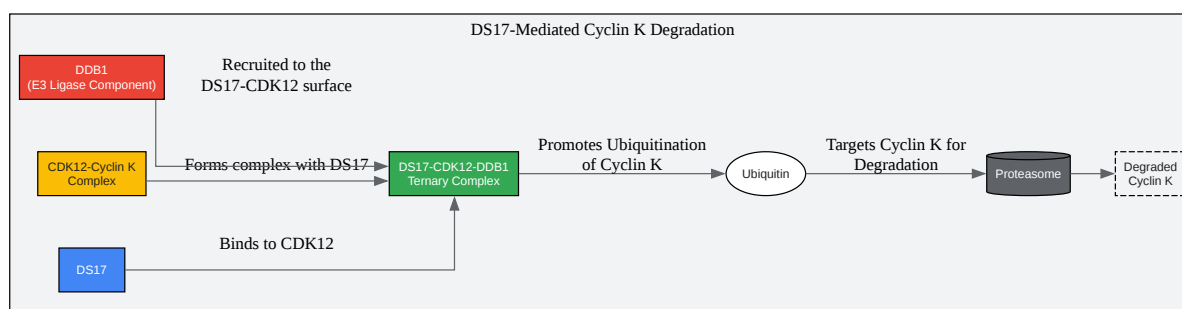 DS17-Mediated Cyclin K Degradation
DDB1
(E3 Ligase Component)
Recruited to the
DS17-CDK12 surface
CDK12-Cyclin K
Complex
Forms complex with DS17
DS17-CDK12-DDB1
Ternary Complex
Promotes Ubiquitination
of Cyclin K
Ubiquitin
Targets Cyclin K for
Degradation
Proteasome
Degraded
Cyclin K
Binds to CDK12
DS17